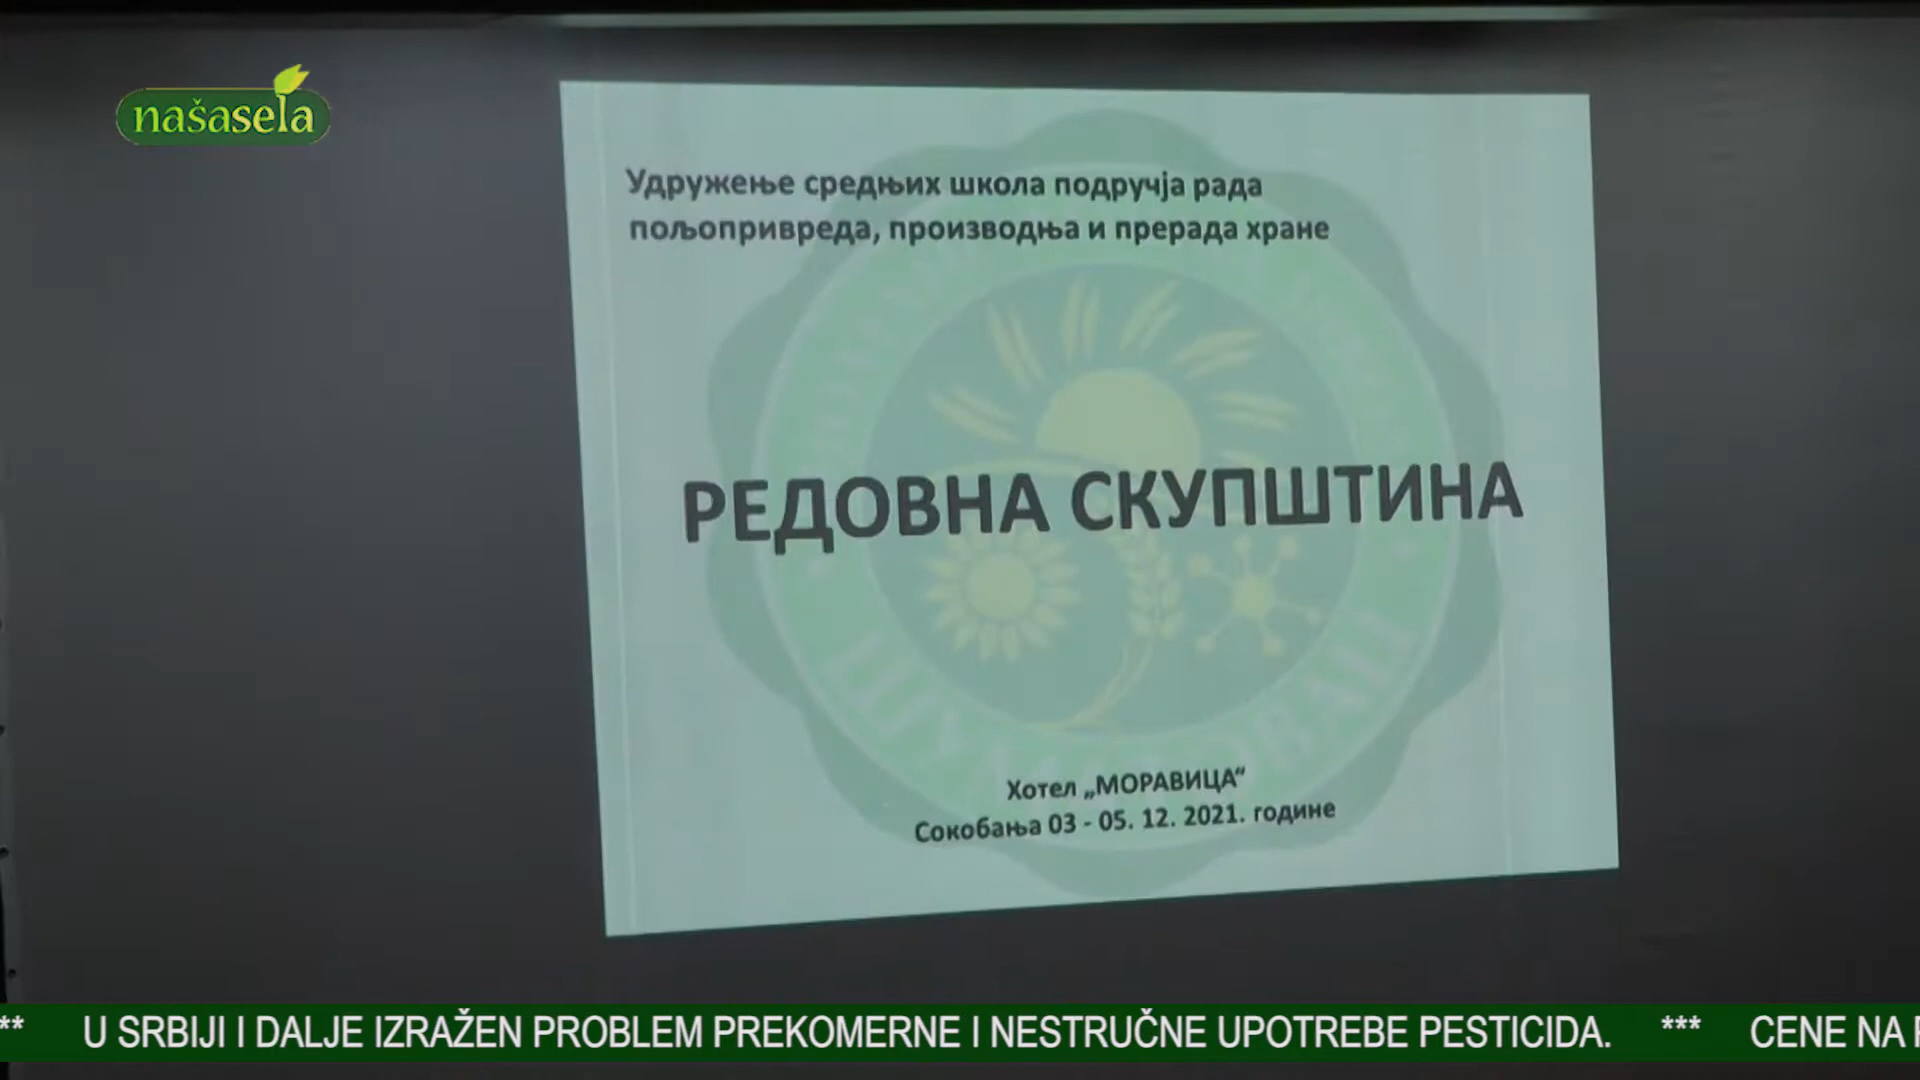 našasela
Удружење средњих школа подручја рада
пољопривреда, производња и прерада хране
РЕДОВНА СКУПШТИНА
Хотел „МОРАВИЦА“
Сокобања 03 - 05. 12. 2021. године
** U SRBIJI I DALJE IZRAŽEN PROBLEM PREKOMERNE I NESTRUČNE UPOTREBE PESTICIDA. *** CENE NA